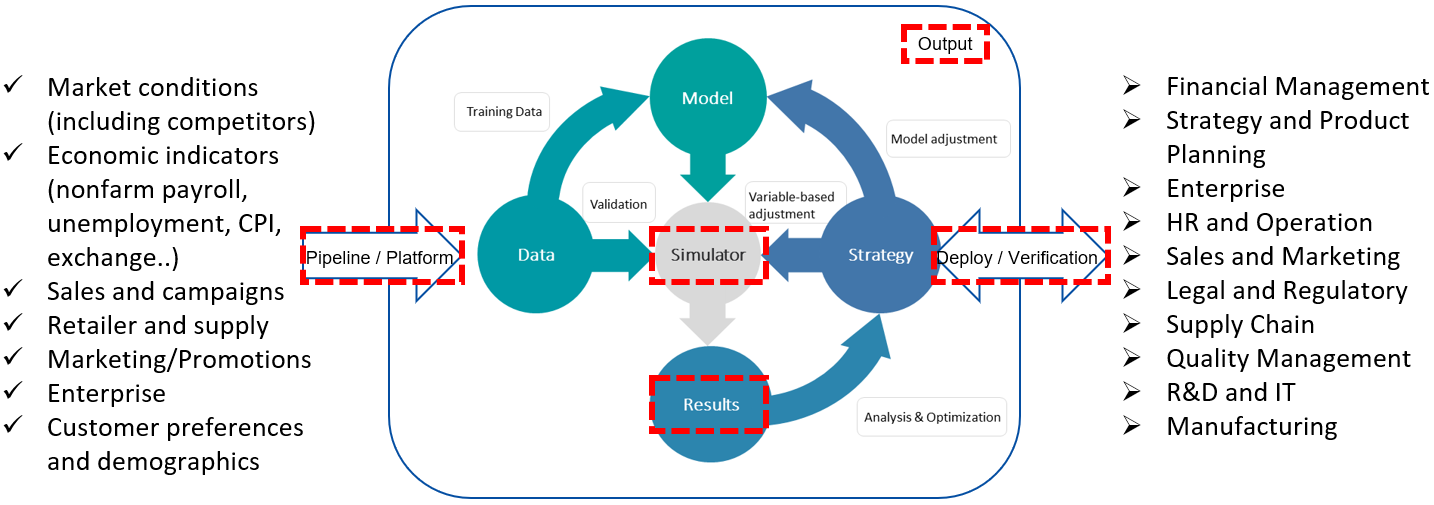 Market conditions
(including competitors)
Economic indicators
(nonfarm payroll,
unemployment, CPI,
exchange..)
Sales and campaigns
Retailer and supply
Marketing/Promotions
Enterprise
Customer preferences
and demographics
Pipeline / Platform
Output
Model
Training Data
Model adjustment
Validation
Variable-based
adjustment
Data
Simulator
Strategy
Deploy / Verification
Results
Analysis & Optimization
Financial Management
Strategy and Product
Planning
Enterprise
HR and Operation
Sales and Marketing
Legal and Regulatory
Supply Chain
Quality Management
R&D and IT
Manufacturing